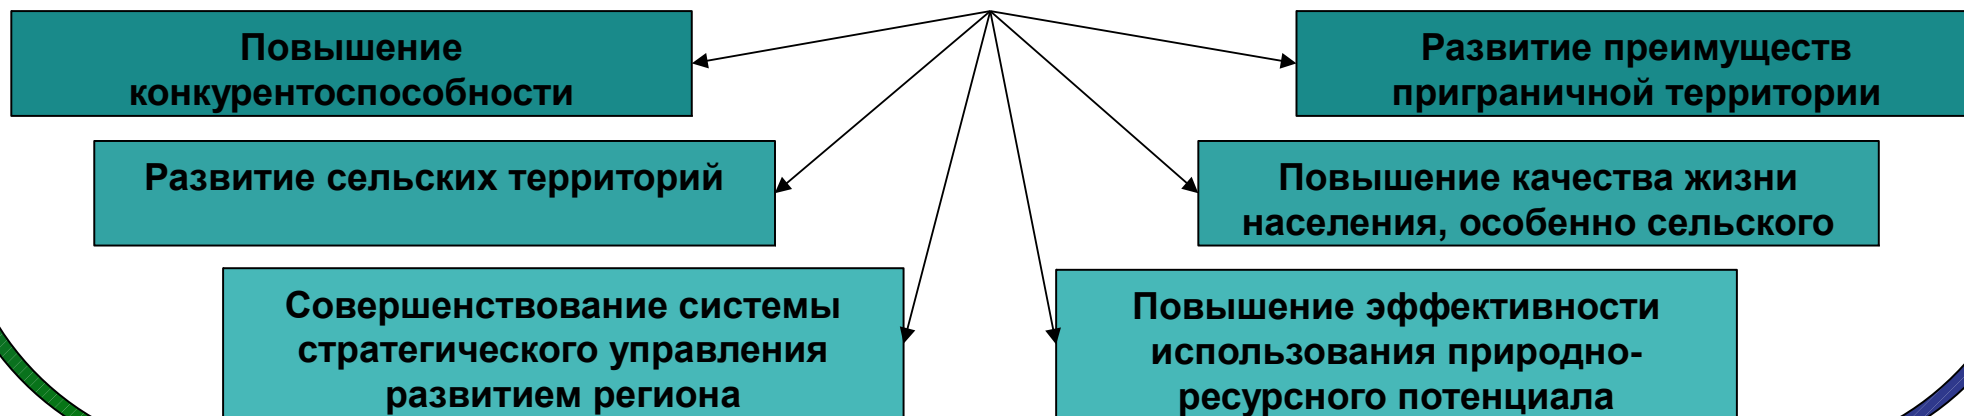 Повышение
конкурентоспособности
Развитие преимуществ
приграничной территории
Развитие сельских территорий
Повышение качества жизни
населения, особенно сельского
Совершенствование системы
стратегического управления
развитием региона
Повышение эффективности
использования природно-
ресурсного потенциала